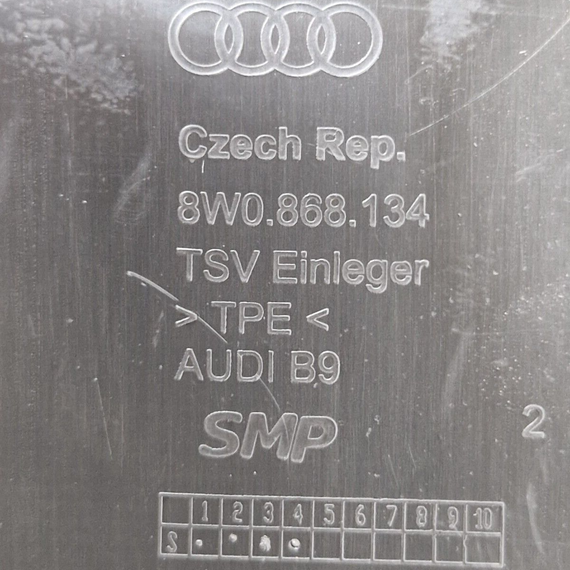 Czech Rep.
8W0.868.134
TSV Einleger
> TPE <
AUDI B9
SMP
2
1 2 3 4 5 6 7 8 9 10
S